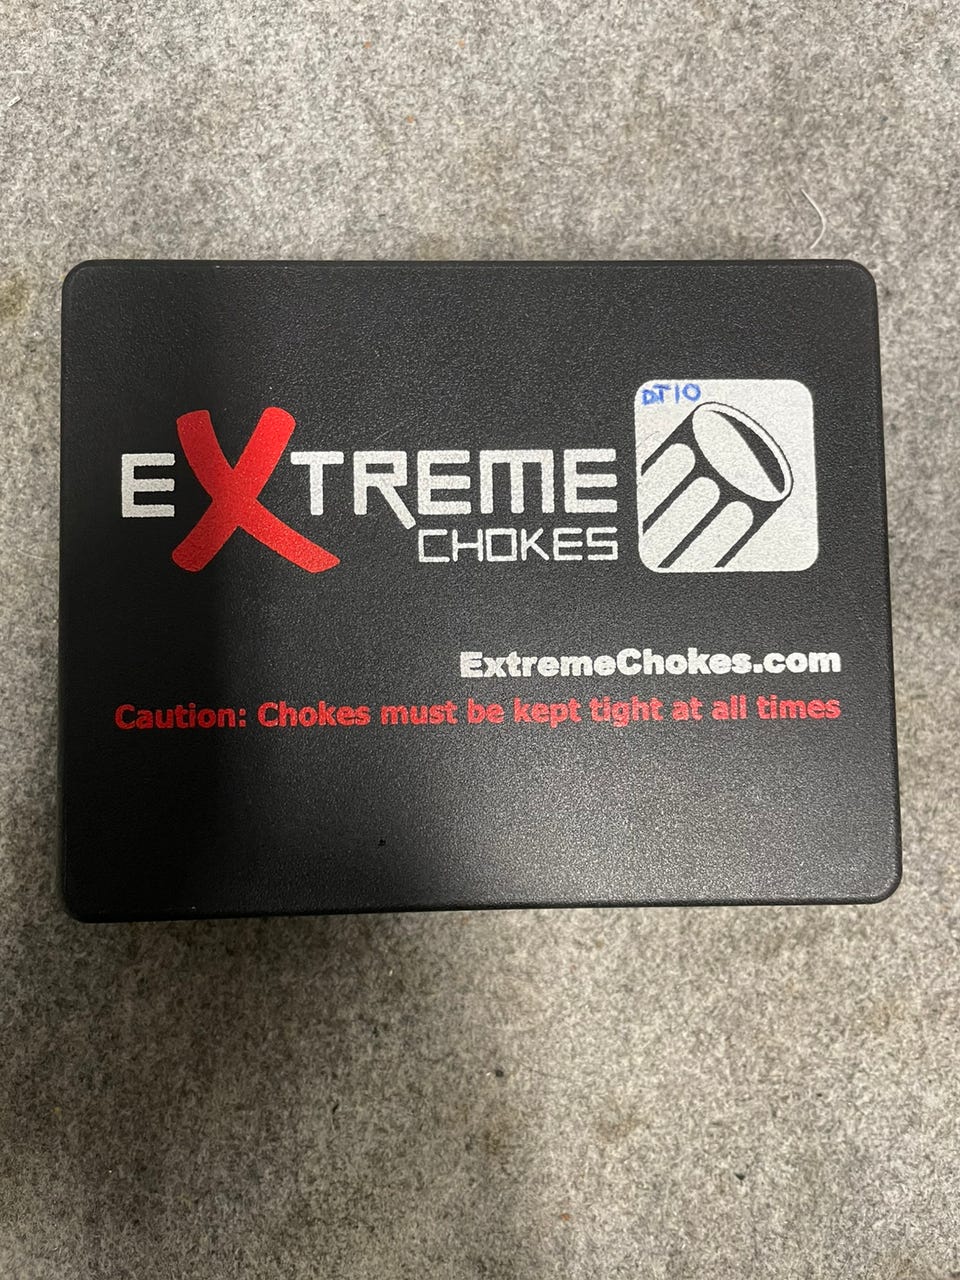 DT10
eXTREME
CHOKES
ExtremeChokes.com
Caution: Chokes must be kept tight at all times